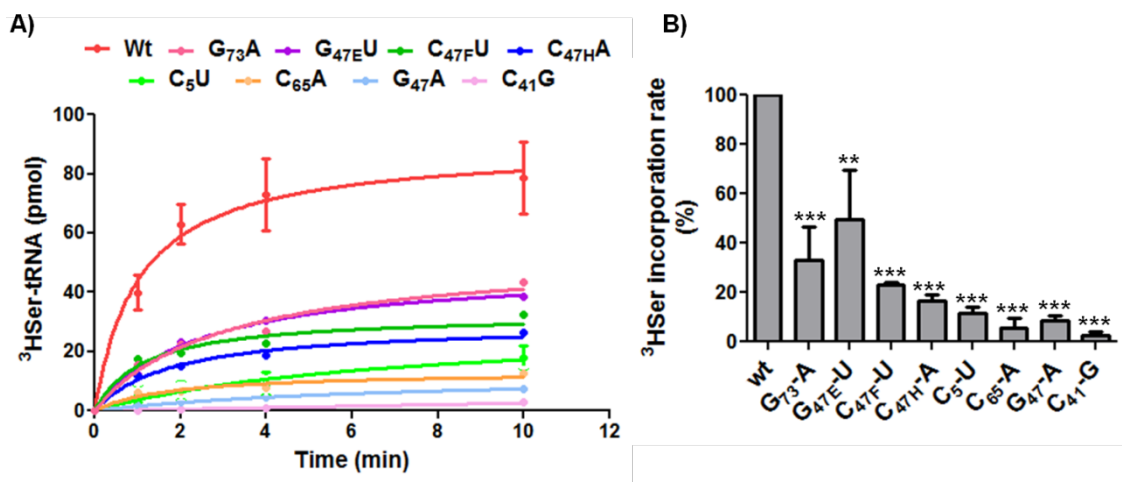 A)
Wt G₇₃A G₄₇ₑU C₄₇FU C₄₇HA
C₅U C₆₅A G₄₇A C₄₁G
³HSer-tRNA (pmol)
100
80
60
40
20
0
0 2 4 6 8 10 12
Time (min)
B)
³HSer incorporation rate
(%)
100
80
60
40
20
0
***
**
***
***
***
***
***
***
wt
G₇₃-A
G₄₇E-U
C₄₇F-U
C₄₇H-A
C₅-U
C₆₅-A
G₄₇-A
C₄₁-G